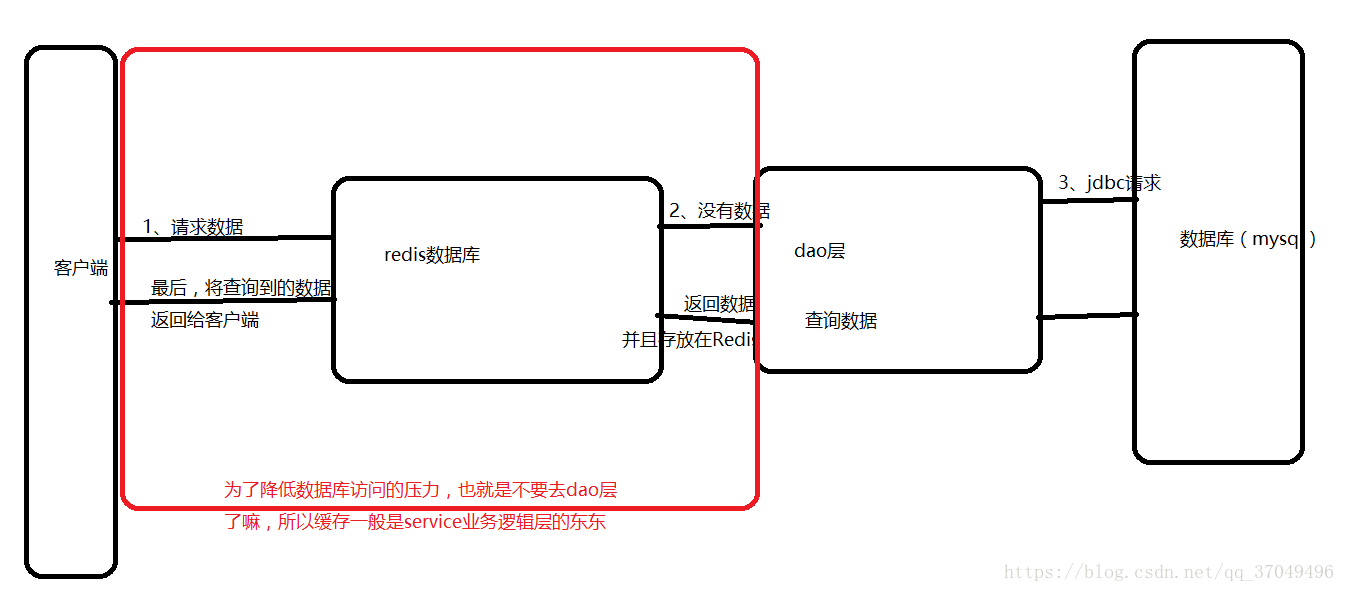 1、请求数据
客户端
最后，将查询到的数据
返回给客户端
redis数据库
2、没有数据
返回数据
并且存放在Redis
dao层
查询数据
3、jdbc请求
数据库（mysql）
为了降低数据库访问的压力，也就是不要去dao层
了嘛，所以缓存一般是service业务逻辑层的东东
https://blog.csdn.net/qq_37049496